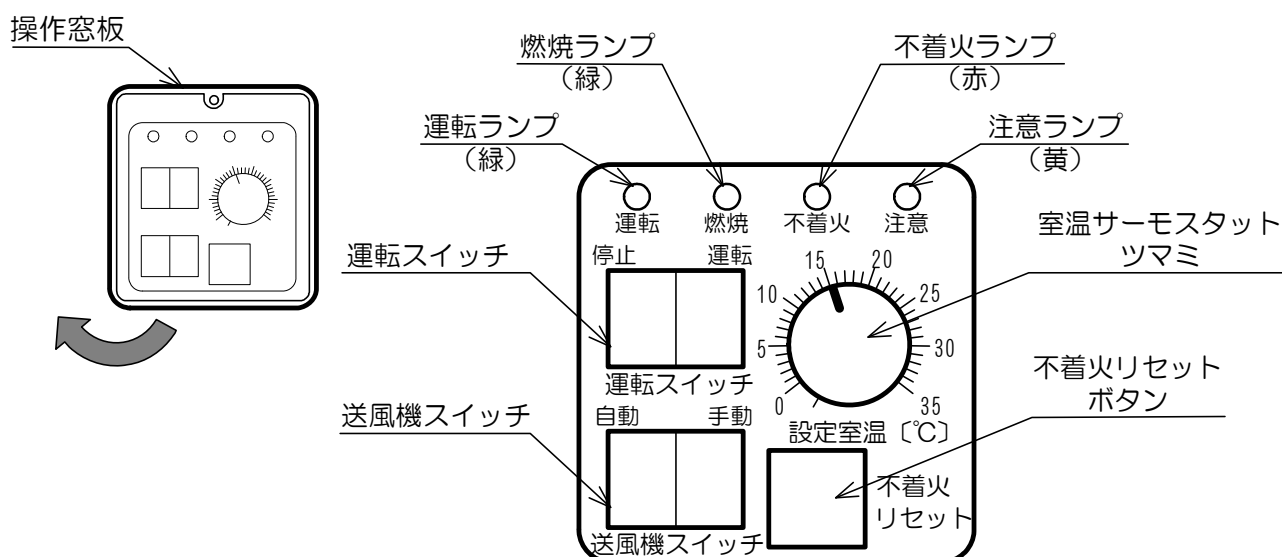 操作窓板
燃焼ランプ
（緑）
不着火ランプ
（赤）
運転ランプ
（緑）
注意ランプ
（黄）
運転
燃焼
不着火
注意
室温サーモスタット
ツマミ
運転スイッチ
停止
運転
15
20
10
25
5
30
0
35
運転スイッチ
設定室温〔℃〕
不着火リセット
ボタン
送風機スイッチ
自動
手動
不着火
リセット
送風機スイッチ